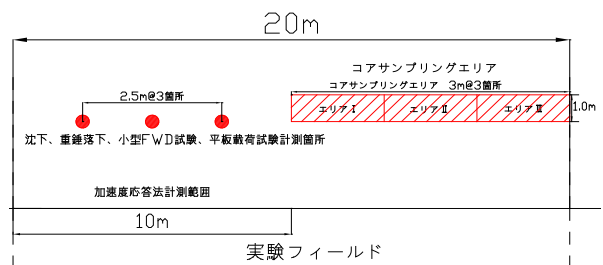 20m
コアサンプリングエリア
コアサンプリングエリア 3m@3箇所
2.5m@3箇所
エリアⅠ エリアⅡ エリアⅢ
1.0m
沈下、重錘落下、小型FWD試験、平板載荷試験計測箇所
加速度応答法計測範囲
10m
実験フィールド